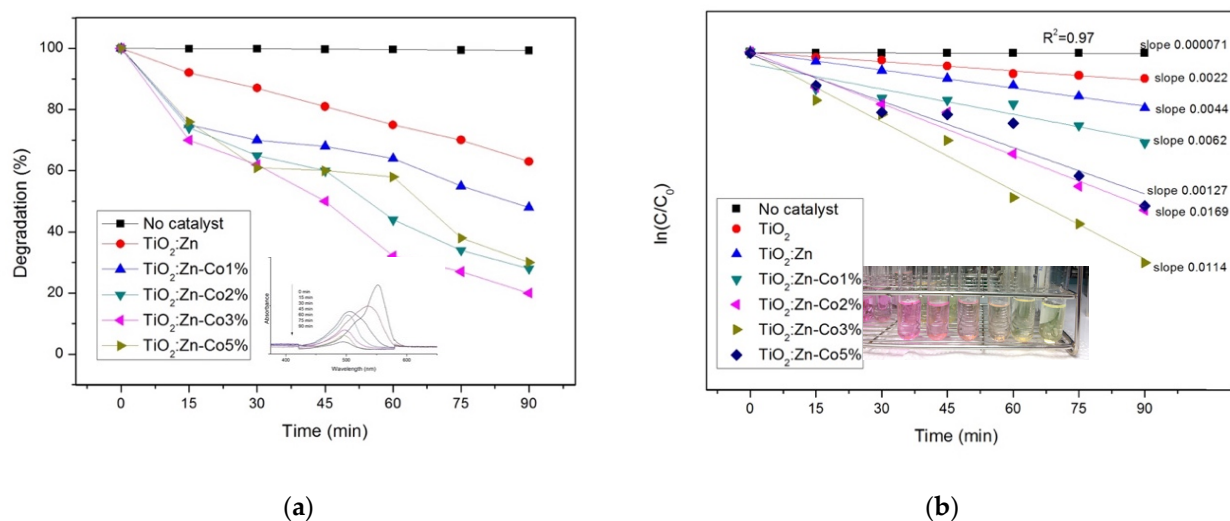 100
80
60
40
20
0
Degradation (%)
No catalyst
TiO2:Zn
TiO2:Zn-Co1%
TiO2:Zn-Co2%
TiO2:Zn-Co3%
TiO2:Zn-Co5%
Absorbance
0 min
15 min
30 min
45 min
60 min
75 min
90 min
400 500 600
Wavelength (nm)
0 15 30 45 60 75 90
Time (min)
(a)
R2=0.97
slope 0.000071
slope 0.0022
slope 0.0044
slope 0.0062
slope 0.00127
slope 0.0169
slope 0.0114
ln(C/C0)
No catalyst
TiO2
TiO2:Zn
TiO2:Zn-Co1%
TiO2:Zn-Co2%
TiO2:Zn-Co3%
TiO2:Zn-Co5%
0 15 30 45 60 75 90
Time (min)
(b)